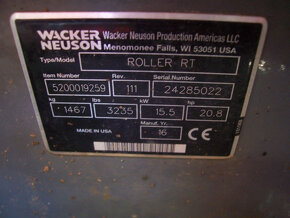 WACKER NEUSON
Wacker Neuson Production Americas LLC
Menomonee Falls, WI 53051 USA
Type/Model
ROLLER RT
Item Number Rev. Serial Number
5200019259 111 24285022
kg lbs kW hp
1467 3235 15.5 20.8
Manuf. Yr.
MADE IN USA 16 CE